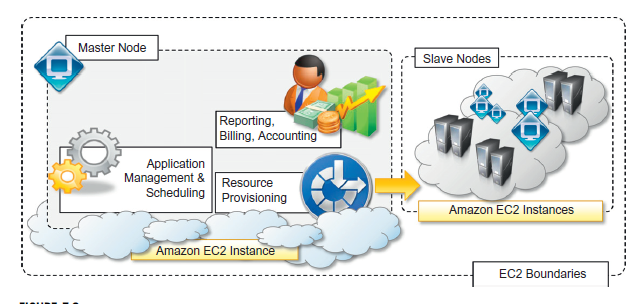 Master Node
Slave Nodes
Reporting,
Billing, Accounting
Application
Management &
Scheduling
Resource
Provisioning
Amazon EC2 Instances
Amazon EC2 Instance
EC2 Boundaries